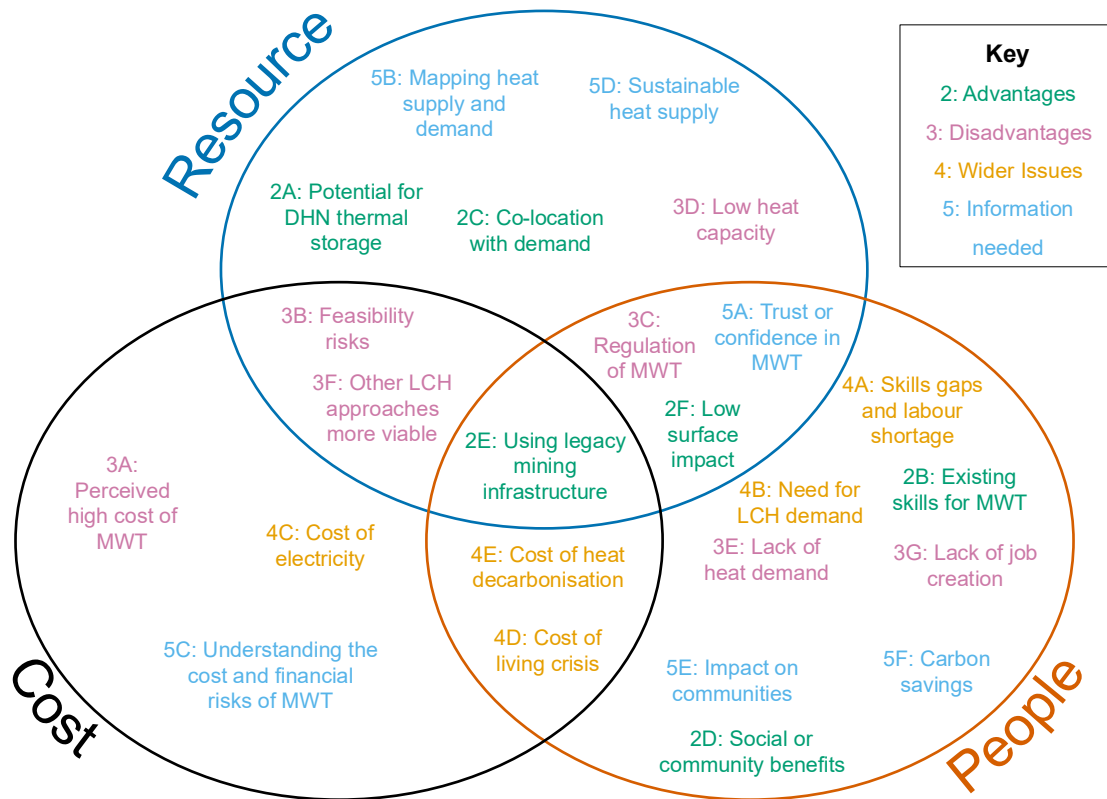 Resource
5B: Mapping heat
supply and
demand
5D: Sustainable
heat supply
Key
2: Advantages
3: Disadvantages
4: Wider Issues
5: Information
needed
2A: Potential for
DHN thermal
storage
2C: Co-location
with demand
3D: Low heat
capacity
3B: Feasibility
risks
3F: Other LCH
approaches
more viable
3C:
Regulation
of MWT
5A: Trust or
confidence in
MWT
2F: Low
surface
impact
4A: Skills gaps
and labour
shortage
2E: Using legacy
mining
infrastructure
3A:
Perceived
high cost of
MWT
4C: Cost of
electricity
4B: Need for
LCH demand
2B: Existing
skills for MWT
3E: Lack of
heat demand
3G: Lack of job
creation
4E: Cost of heat
decarbonisation
4D: Cost of
living crisis
5C: Understanding the
cost and financial
risks of MWT
5E: Impact on
communities
5F: Carbon
savings
2D: Social or
community benefits
Cost
People